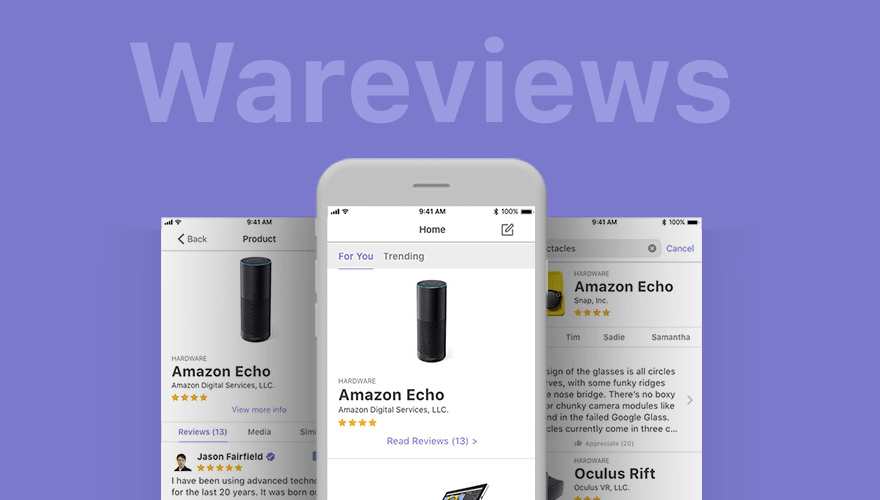 Wareviews
9:41 AM
Back
Product
HARDWARE
Amazon Echo
Amazon Digital Services, LLC.
View more info
Reviews (13)
Media
Simi
Jason Fairfield
I have been using advanced techno
for the last 20 years. It was born ou
9:41 AM
100%
Home
For You
Trending
HARDWARE
Amazon Echo
Amazon Digital Services, LLC.
Read Reviews (13) >
9:41 AM
100%
ctacles
Cancel
HARDWARE
Amazon Echo
Snap, Inc.
Tim
Sadie
Samantha
sign of the glasses is all circles
rves, with some funky ridges
e nose bridge. There's no boxy
or chunky camera modules like
nd in the failed Google Glass.
cles currently come in three c...
Appreciate (20)
HARDWARE
Oculus Rift
Oculus VR, LLC.